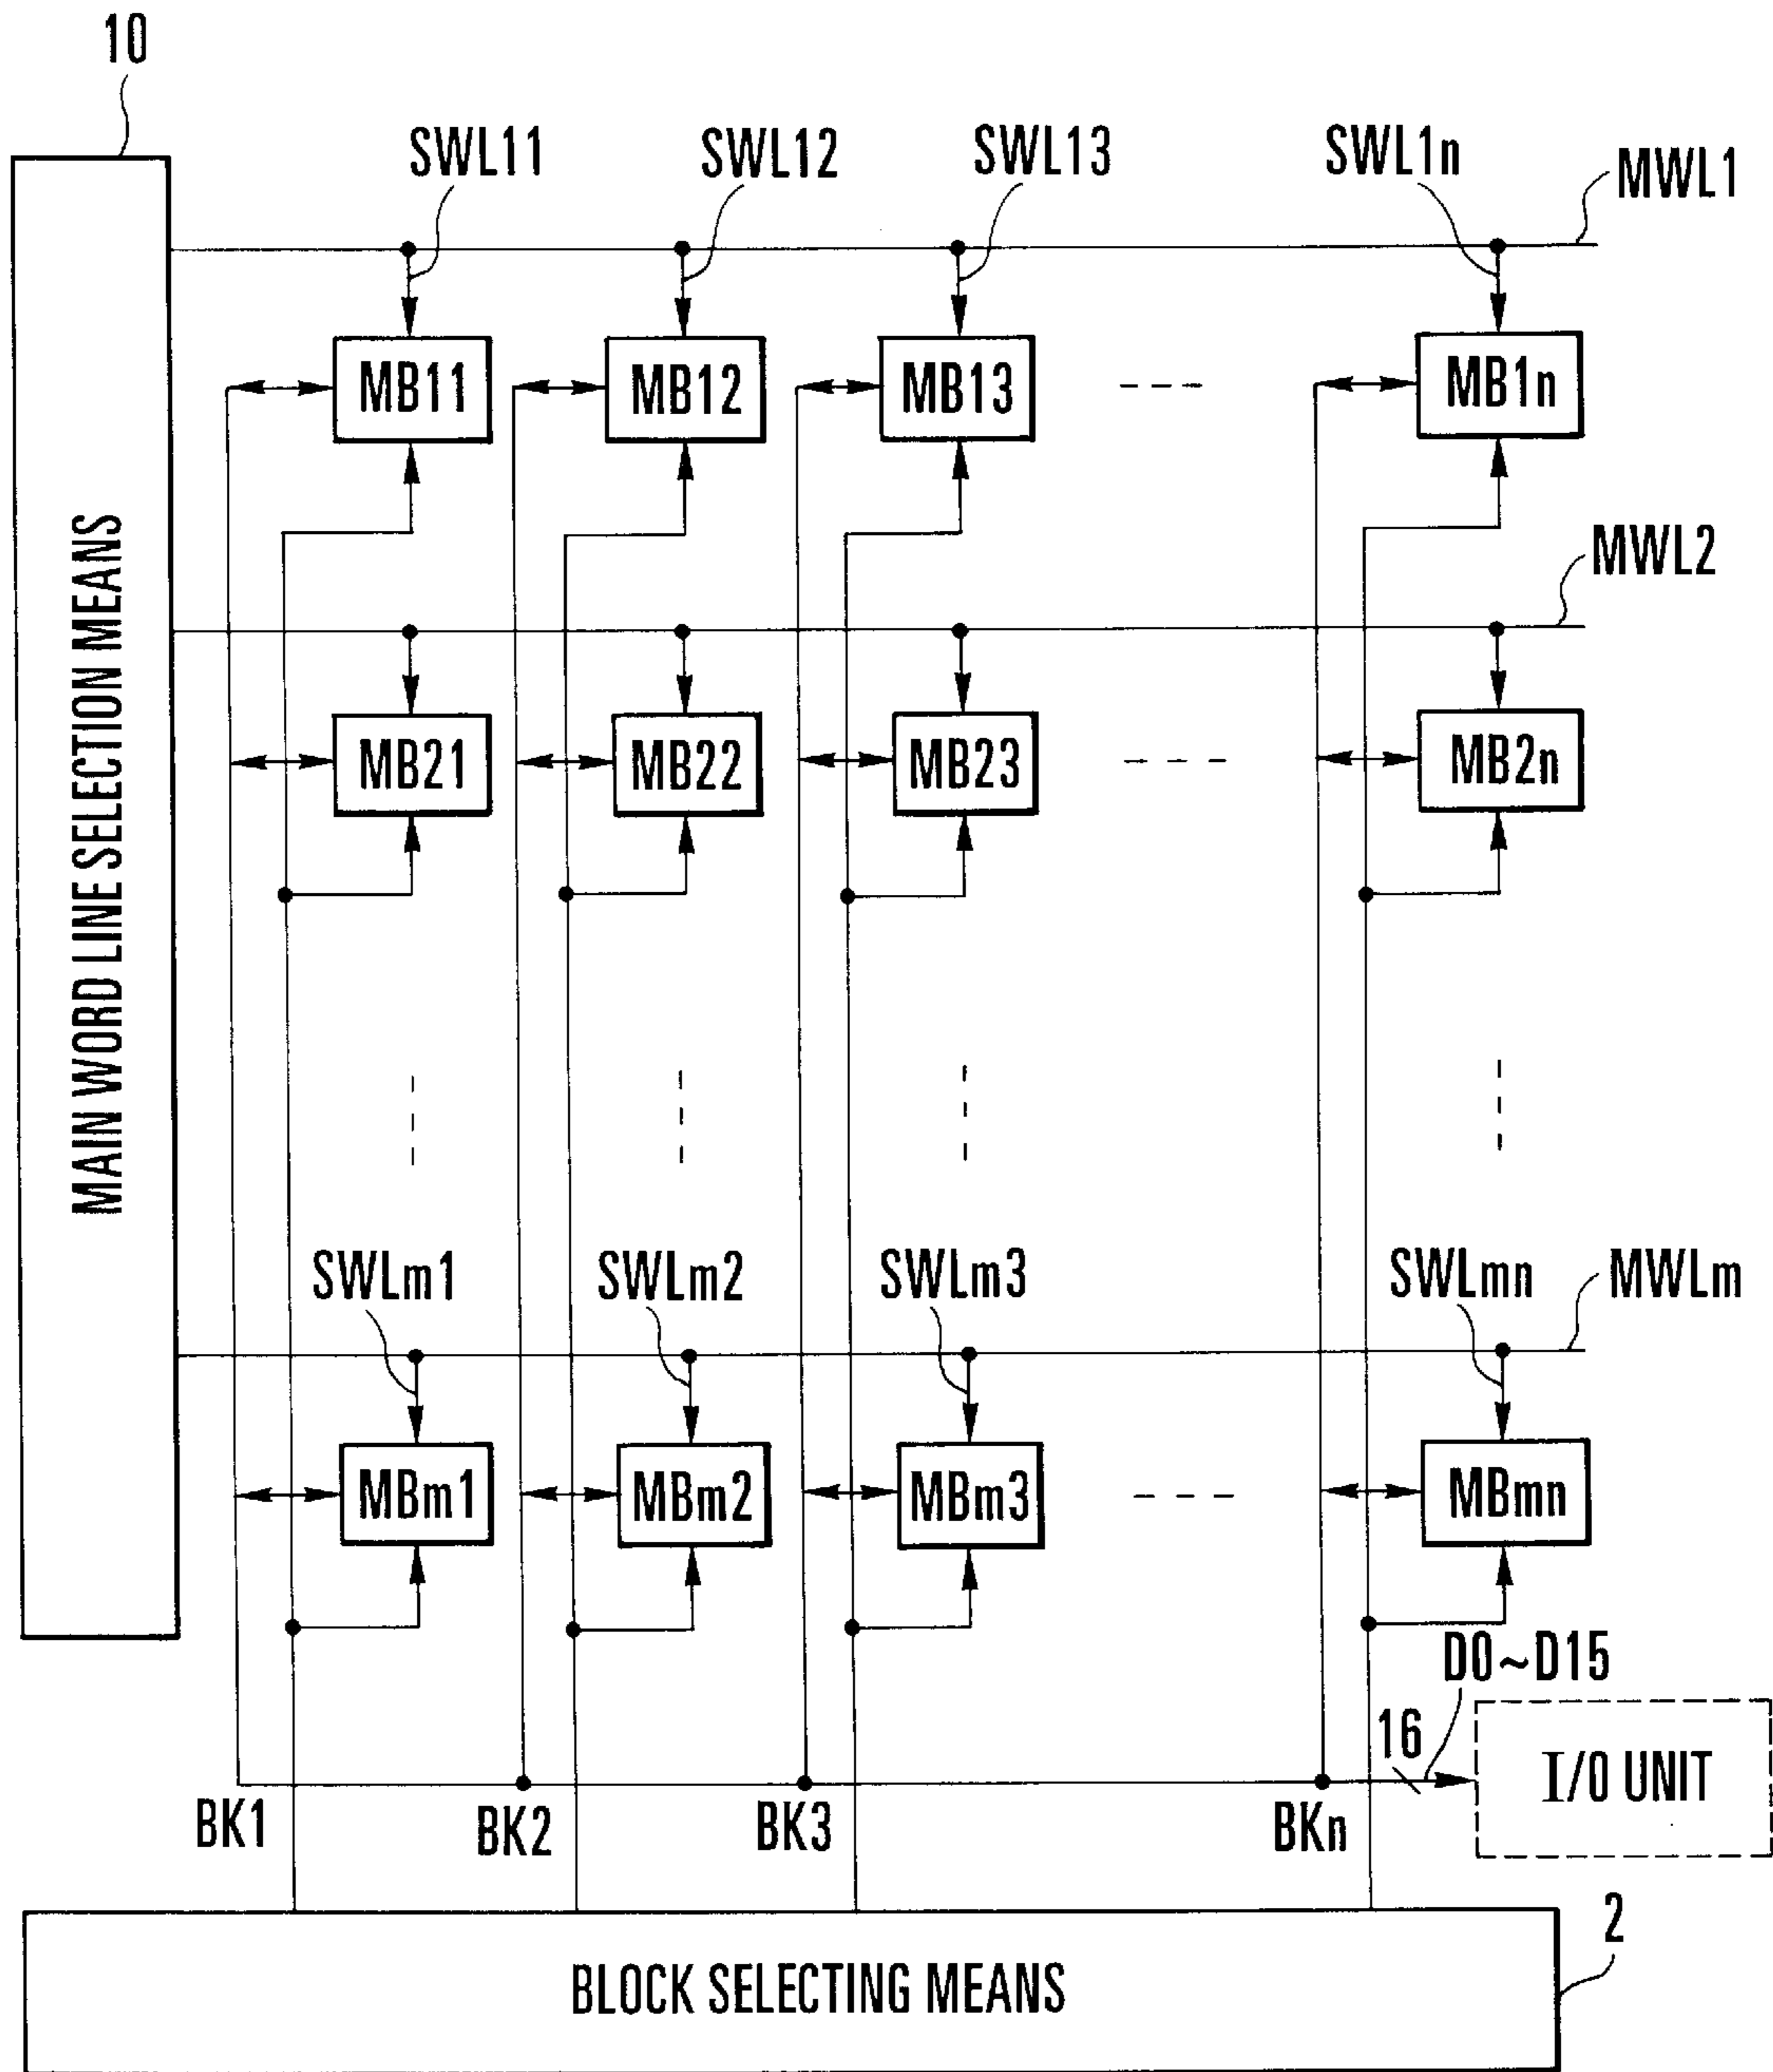 10
SWL11 SWL12 SWL13 SWL1n MWL1
MB11 MB12 MB13 MB1n
MWL2
MB21 MB22 MB23 MB2n
MAIN WORD LINE SELECTION MEANS
SWLm1 SWLm2 SWLm3 SWLmn MWLm
MBm1 MBm2 MBm3 MBmn
D0~D15
16
I/O UNIT
BK1 BK2 BK3 BKn
2
BLOCK SELECTING MEANS